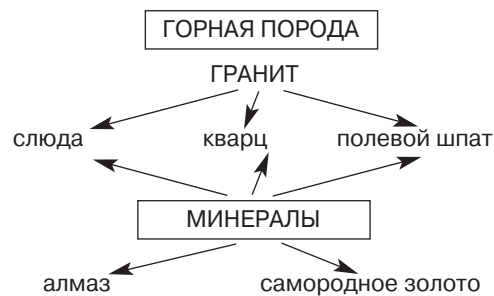 ГОРНАЯ ПОРОДА
ГРАНИТ
слюда кварц полевой шпат
МИНЕРАЛЫ
алмаз самородное золото